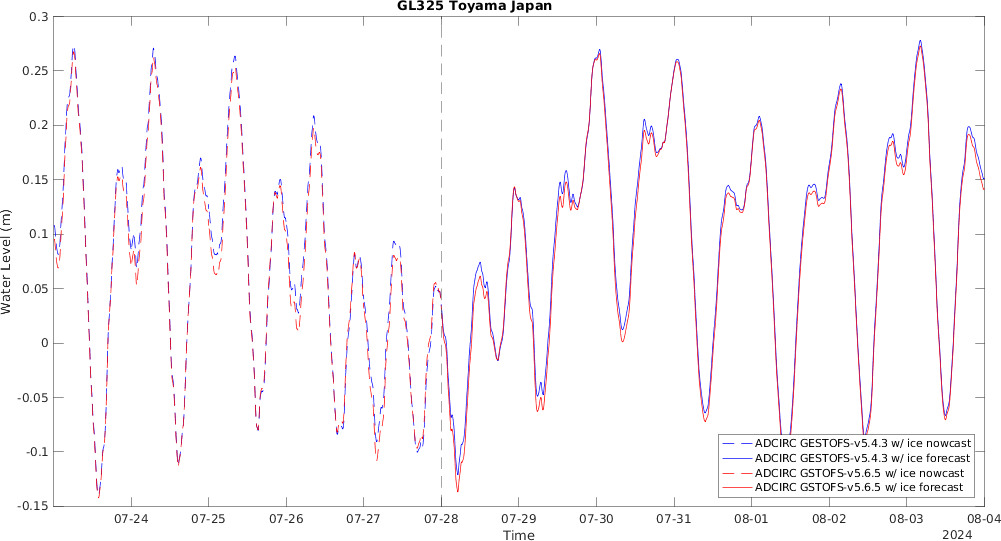 GL325 Toyama Japan
Water Level (m)
0.3
0.25
0.2
0.15
0.1
0.05
0
-0.05
-0.1
-0.15
ADCIRC GESTOFS-v5.4.3 w/ ice nowcast
ADCIRC GESTOFS-v5.4.3 w/ ice forecast
ADCIRC GSTOFS-v5.6.5 w/ ice nowcast
ADCIRC GSTOFS-v5.6.5 w/ ice forecast
07-24 07-25 07-26 07-27 07-28 07-29 07-30 07-31 08-01 08-02 08-03 08-04
Time
2024